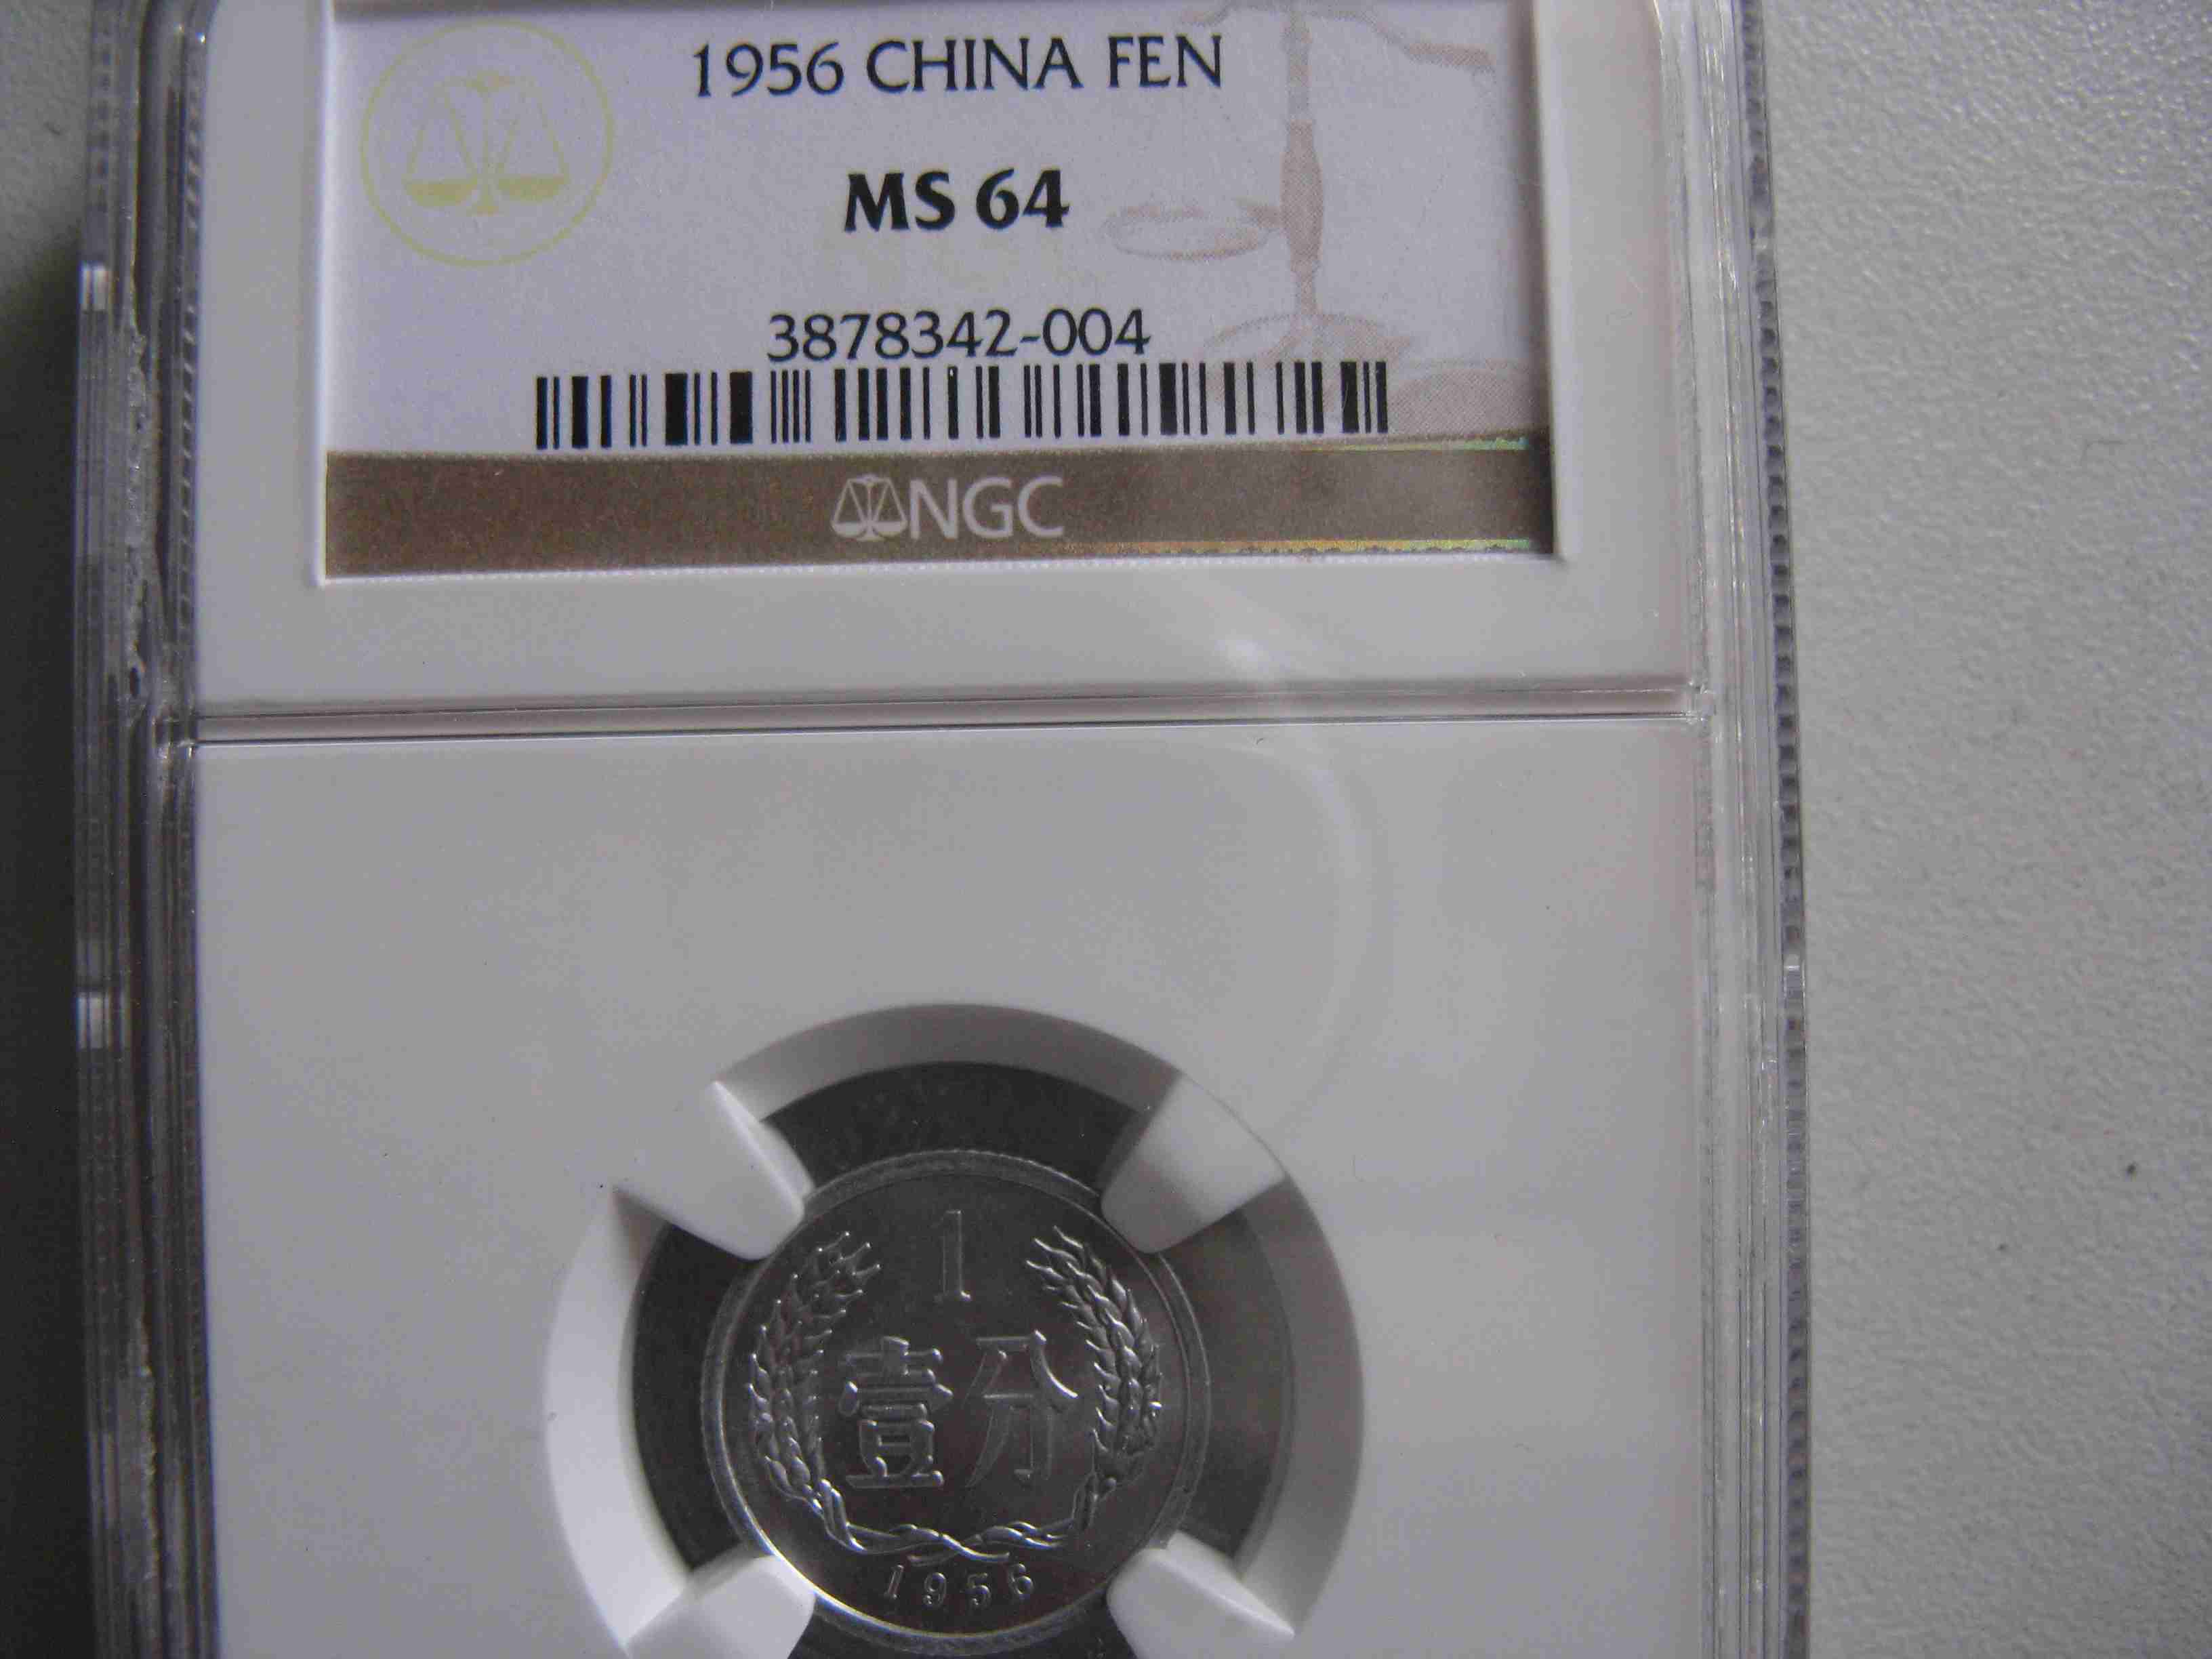 1956 CHINA FEN
MS 64
3878342-004
NGC
1
壹分
1956